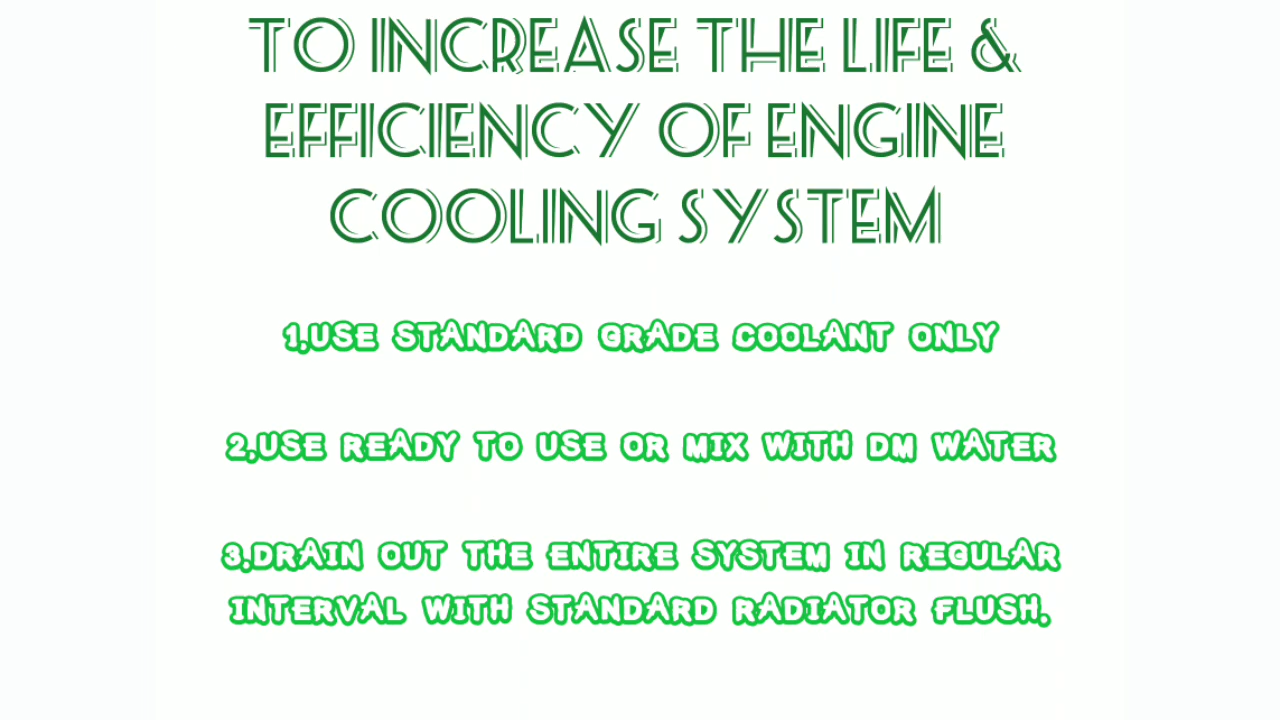 TO INCREASE THE LIFE &
EFFICIENCY OF ENGINE
COOLING SYSTEM
1.USE STANDARD GRADE COOLANT ONLY
2.USE READY TO USE OR MIX WITH DM WATER
3.DRAIN OUT THE ENTIRE SYSTEM IN REGULAR
INTERVAL WITH STANDARD RADIATOR FLUSH.